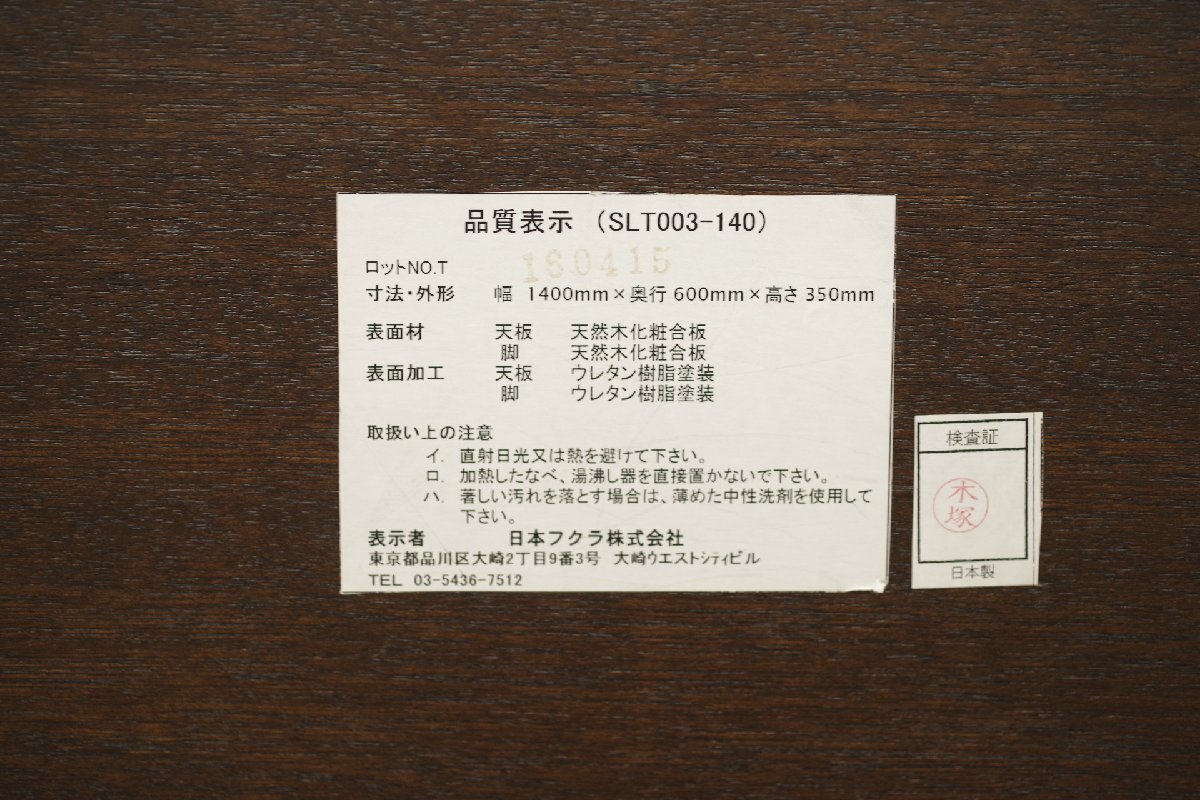 品質表示 （SLT003-140）
ロットNO.T 160415
寸法・外形 幅 1400mm×奥行 600mm×高さ 350mm
表面材 天板 天然木化粧合板
脚 天然木化粧合板
表面加工 天板 ウレタン樹脂塗装
脚 ウレタン樹脂塗装
取扱い上の注意
イ. 直射日光又は熱を避けて下さい。
ロ. 加熱したなべ、湯沸し器を直接置かないで下さい。
ハ. 著しい汚れを落とす場合は、薄めた中性洗剤を使用して
下さい。
表示者 日本フクラ株式会社
東京都品川区大崎2丁目9番3号 大崎ウエストシティビル
TEL 03-5436-7512
検査証
木
塚
日本製